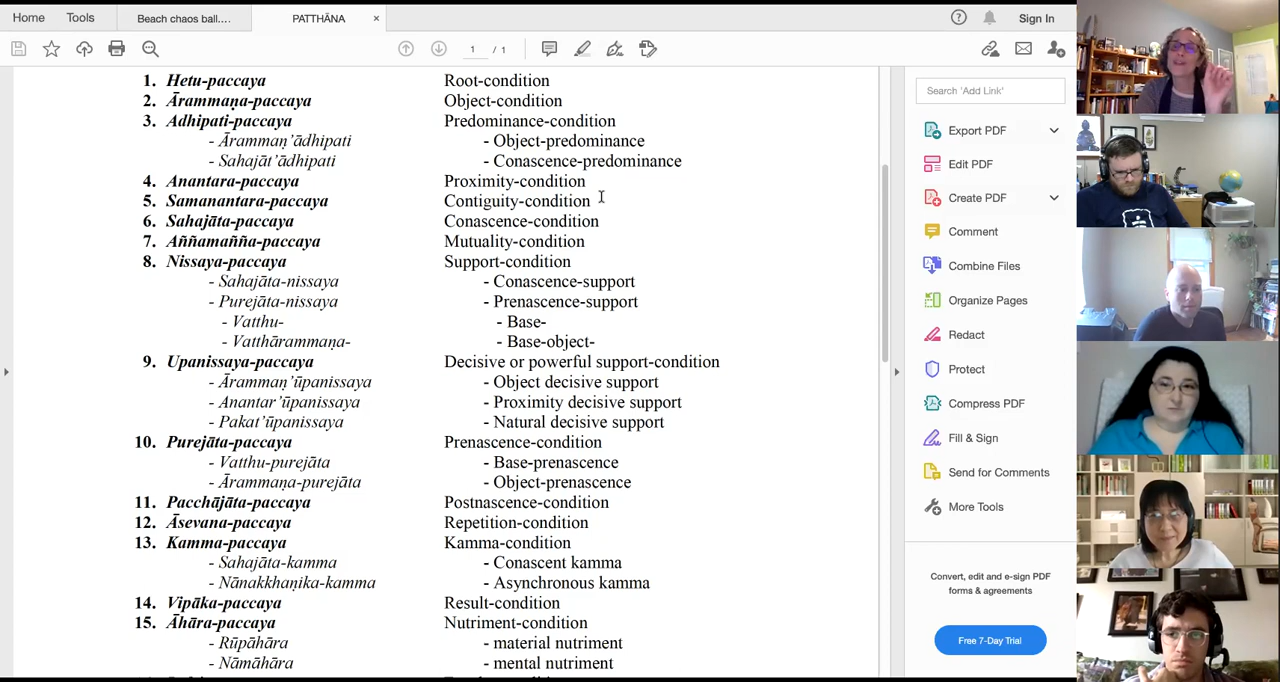 Home Tools Beach chaos ball.... PATTHĀNA × Sign In
1 / 1
1. Hetu-paccaya Root-condition
2. Ārammaṇa-paccaya Object-condition
3. Adhipati-paccaya Predominance-condition
- Ārammaṇ’ādhipati - Object-predominance
- Sahajāt’ādhipati - Conascence-predominance
4. Anantara-paccaya Proximity-condition
5. Samanantara-paccaya Contiguity-condition
6. Sahajāta-paccaya Conascence-condition
7. Aññamañña-paccaya Mutuality-condition
8. Nissaya-paccaya Support-condition
- Sahajāta-nissaya - Conascence-support
- Purejāta-nissaya - Prenascence-support
- Vatthu- - Base-
- Vatthārammaṇa- - Base-object-
9. Upanissaya-paccaya Decisive or powerful support-condition
- Ārammaṇ’ūpanissaya - Object decisive support
- Anantar’ūpanissaya - Proximity decisive support
- Pakat’ūpanissaya - Natural decisive support
10. Purejāta-paccaya Prenascence-condition
- Vatthu-purejāta - Base-prenascence
- Ārammaṇa-purejāta - Object-prenascence
11. Pacchājāta-paccaya Postnascence-condition
12. Āsevana-paccaya Repetition-condition
13. Kamma-paccaya Kamma-condition
- Sahajāta-kamma - Conascent kamma
- Nānakkhaṇika-kamma - Asynchronous kamma
14. Vipāka-paccaya Result-condition
15. Āhāra-paccaya Nutriment-condition
- Rūpāhāra - material nutriment
- Nāmāhāra - mental nutriment
Search 'Add Link'
Export PDF
Edit PDF
Create PDF
Comment
Combine Files
Organize Pages
Redact
Protect
Compress PDF
Fill & Sign
Send for Comments
More Tools
Convert, edit and e-sign PDF
forms & agreements
Free 7-Day Trial